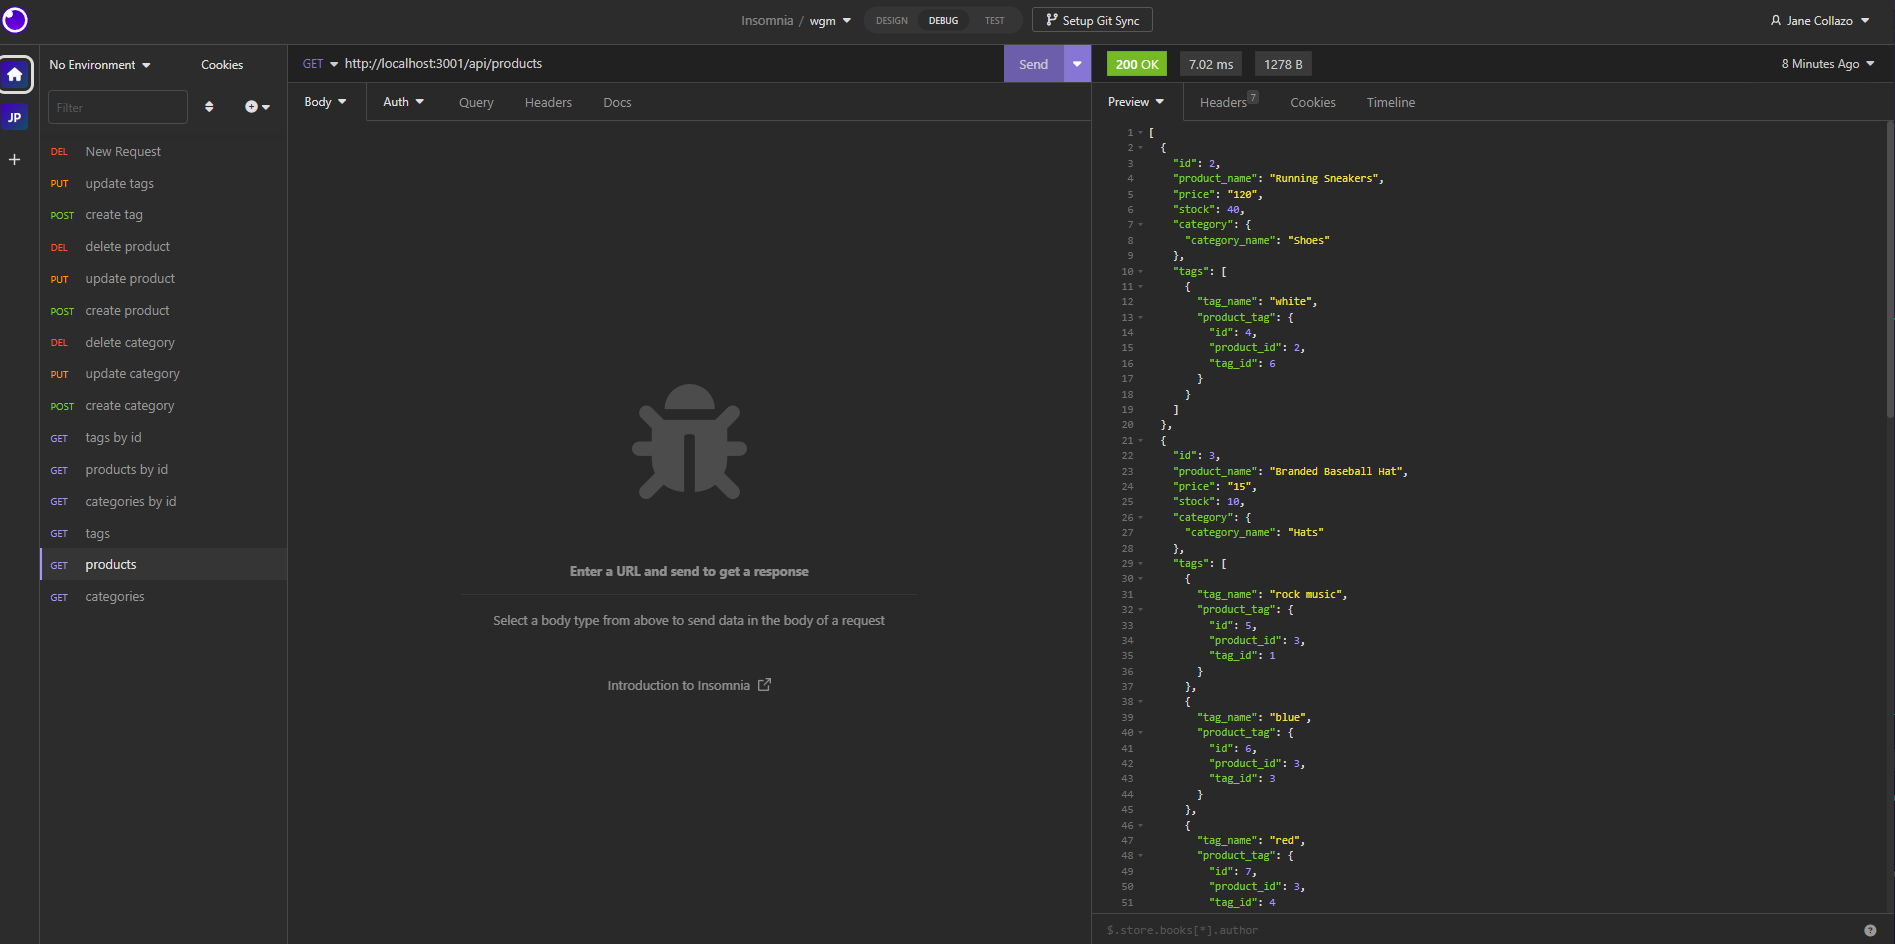 Insomnia / wgm
DESIGN DEBUG TEST
Setup Git Sync
Jane Collazo
JP
No Environment
Cookies
Filter
DEL New Request
PUT update tags
POST create tag
DEL delete product
PUT update product
POST create product
DEL delete category
PUT update category
POST create category
GET tags by id
GET products by id
GET categories by id
GET tags
GET products
GET categories
GET http://localhost:3001/api/products
Send
Body Auth Query Headers Docs
Enter a URL and send to get a response
Select a body type from above to send data in the body of a request
Introduction to Insomnia
200 OK 7.02 ms 1278 B
8 Minutes Ago
Preview Headers 7 Cookies Timeline
1 [
2 {
3 "id": 2,
4 "product_name": "Running Sneakers",
5 "price": "120",
6 "stock": 40,
7 "category": {
8 "category_name": "Shoes"
9 },
10 "tags": [
11 {
12 "tag_name": "white",
13 "product_tag": {
14 "id": 4,
15 "product_id": 2,
16 "tag_id": 6
17 }
18 }
19 ]
20 },
21 {
22 "id": 3,
23 "product_name": "Branded Baseball Hat",
24 "price": "15",
25 "stock": 10,
26 "category": {
27 "category_name": "Hats"
28 },
29 "tags": [
30 {
31 "tag_name": "rock music",
32 "product_tag": {
33 "id": 5,
34 "product_id": 3,
35 "tag_id": 1
36 }
37 },
38 {
39 "tag_name": "blue",
40 "product_tag": {
41 "id": 6,
42 "product_id": 3,
43 "tag_id": 3
44 }
45 },
46 {
47 "tag_name": "red",
48 "product_tag": {
49 "id": 7,
50 "product_id": 3,
51 "tag_id": 4
$.store.books[*].author
?